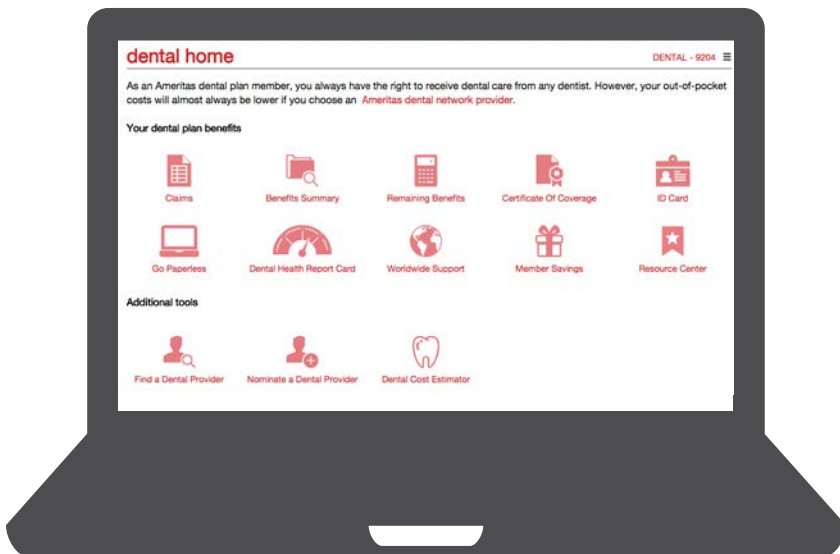 dental home
DENTAL - 9204
As an Ameritas dental plan member, you always have the right to receive dental care from any dentist. However, your out-of-pocket
costs will almost always be lower if you choose an Ameritas dental network provider.
Your dental plan benefits
Claims
Benefits Summary
Remaining Benefits
Certificate Of Coverage
ID Card
Go Paperless
Dental Health Report Card
Worldwide Support
Member Savings
Resource Center
Additional tools
Find a Dental Provider
Nominate a Dental Provider
Dental Cost Estimator